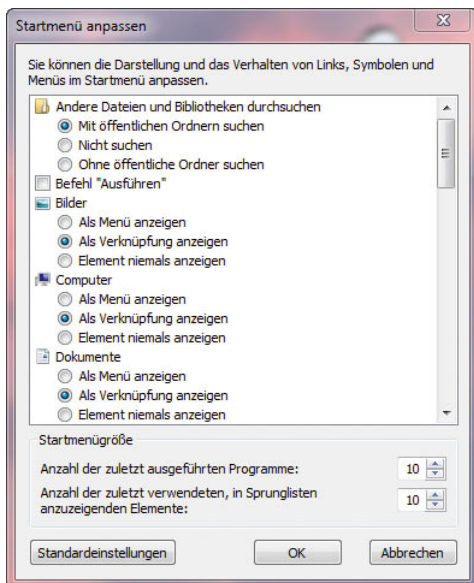 Startmenü anpassen
Sie können die Darstellung und das Verhalten von Links, Symbolen und
Menüs im Startmenü anpassen.
Andere Dateien und Bibliotheken durchsuchen
Mit öffentlichen Ordnern suchen
Nicht suchen
Ohne öffentliche Ordner suchen
Befehl "Ausführen"
Bilder
Als Menü anzeigen
Als Verknüpfung anzeigen
Element niemals anzeigen
Computer
Als Menü anzeigen
Als Verknüpfung anzeigen
Element niemals anzeigen
Dokumente
Als Menü anzeigen
Als Verknüpfung anzeigen
Element niemals anzeigen
Startmenügröße
Anzahl der zuletzt ausgeführten Programme: 10
Anzahl der zuletzt verwendeten, in Sprunglisten
anzuzeigenden Elemente: 10
Standardeinstellungen OK Abbrechen